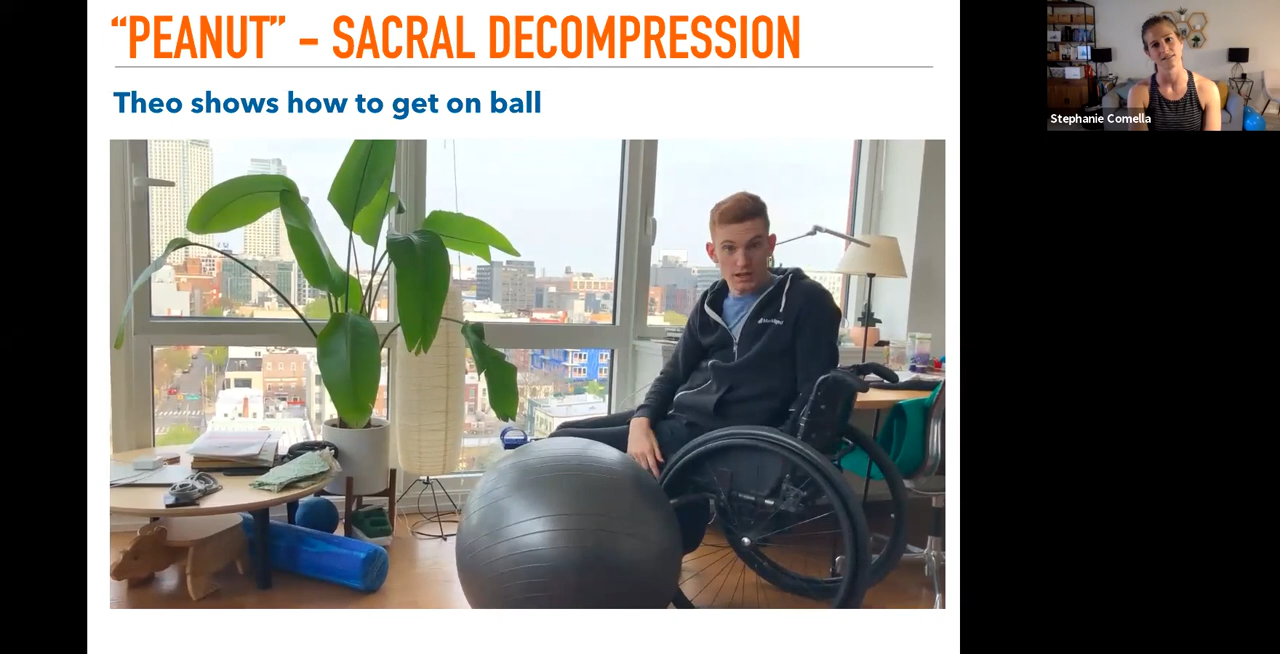 “PEANUT” – SACRAL DECOMPRESSION
Theo shows how to get on ball
Stephanie Comella